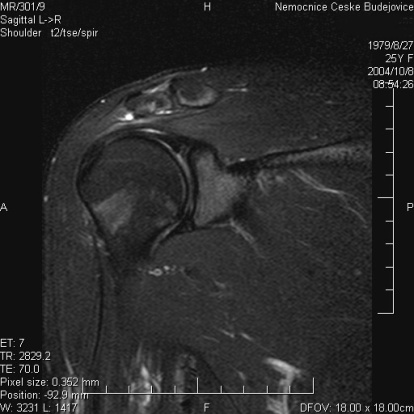 MR/301/9
H
Nemocnice Ceske Budejovice
Sagittal L->R
Shoulder t2/tse/spir
1979/8/27
25Y F
2004/10/8
08:54:26
A
P
ET: 7
TR: 2829.2
TE: 70.0
Pixel size: 0.352 mm
Position: -92.9 mm
W: 3231 L: 1417
F
DFOV: 18.00 x 18.00cm